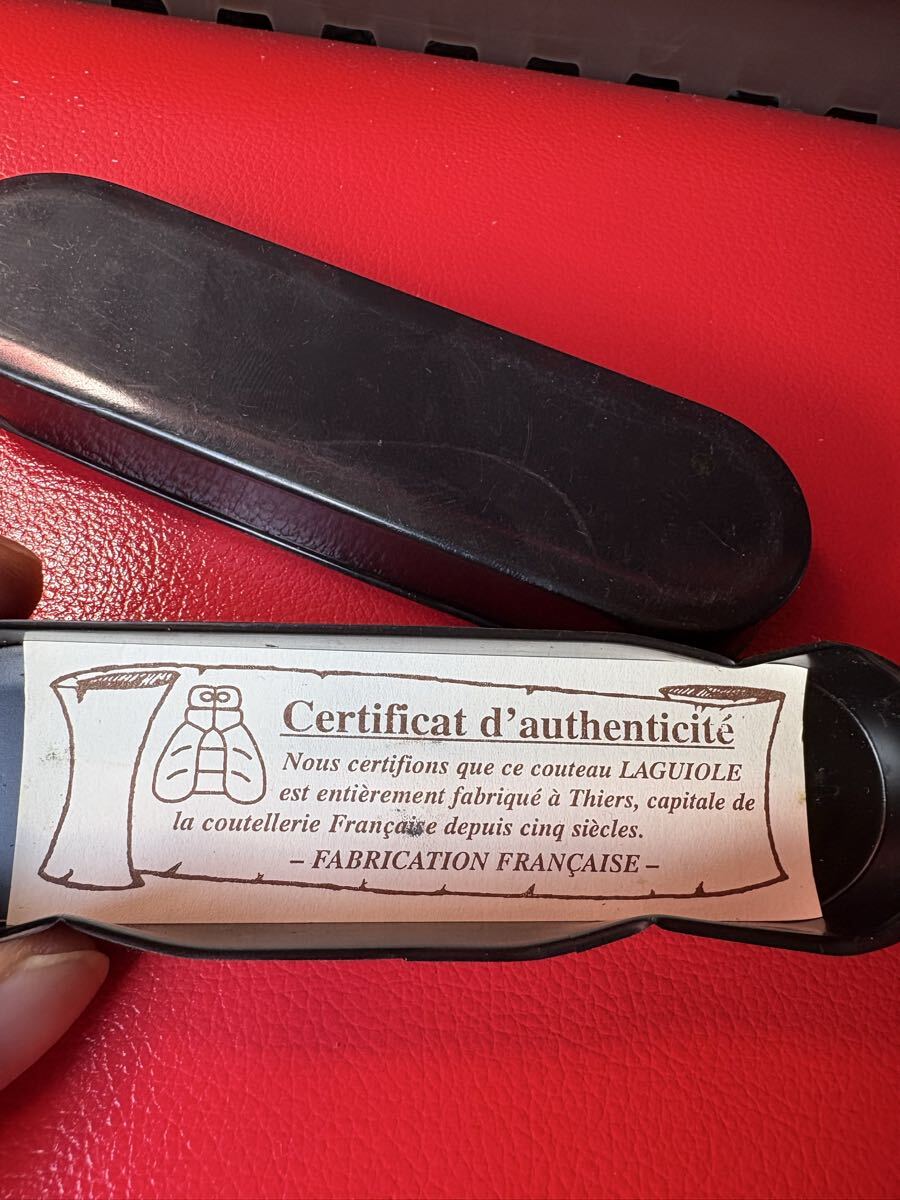 Certificat d'authenticité
Nous certifions que ce couteau LAGUIOLE
est entièrement fabriqué à Thiers, capitale de
la coutellerie Française depuis cinq siècles.
– FABRICATION FRANÇAISE –